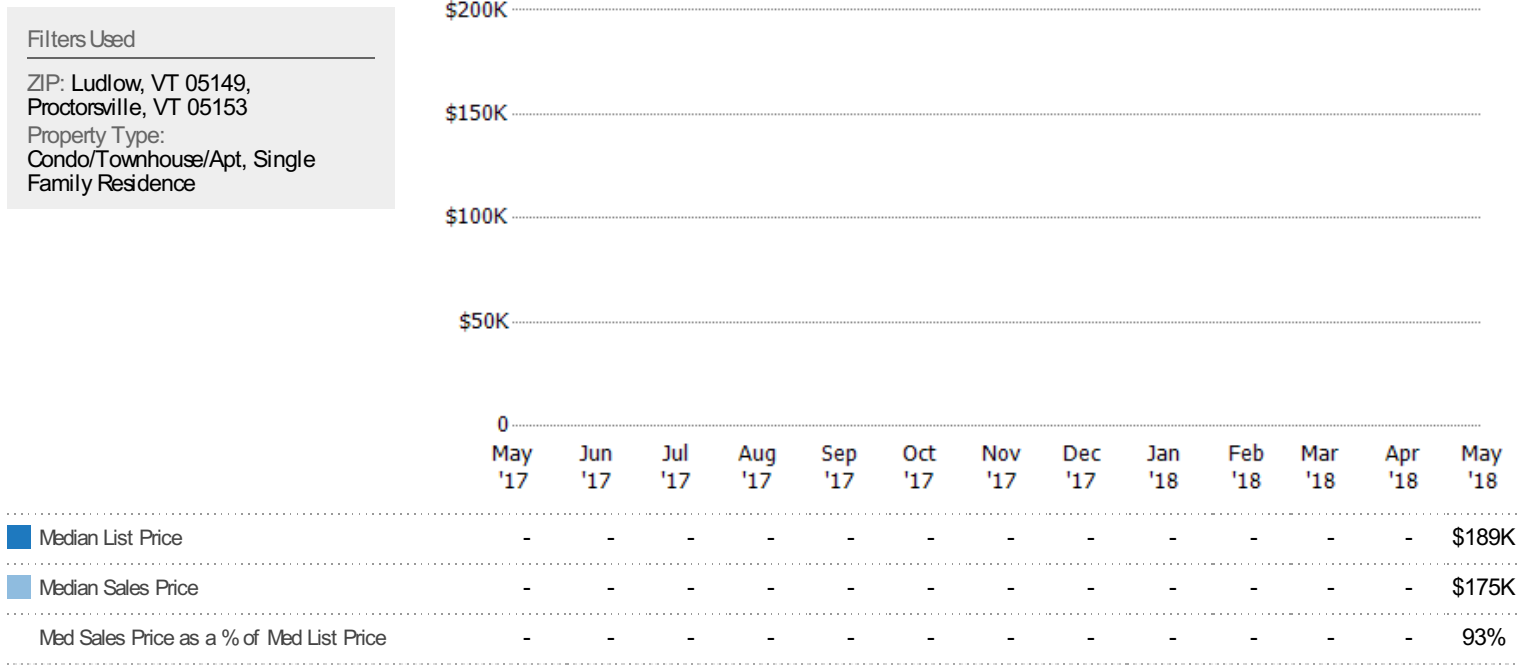 Filters Used
ZIP: Ludlow, VT 05149,
Proctorsville, VT 05153
Property Type:
Condo/Townhouse/Apt, Single
Family Residence
$200K
$150K
$100K
$50K
0
May Jun Jul Aug Sep Oct Nov Dec Jan Feb Mar Apr May
'17 '17 '17 '17 '17 '17 '17 '17 '18 '18 '18 '18 '18
Median List Price - - - - - - - - - - - - $189K
Median Sales Price - - - - - - - - - - - - $175K
Med Sales Price as a % of Med List Price - - - - - - - - - - - - 93%